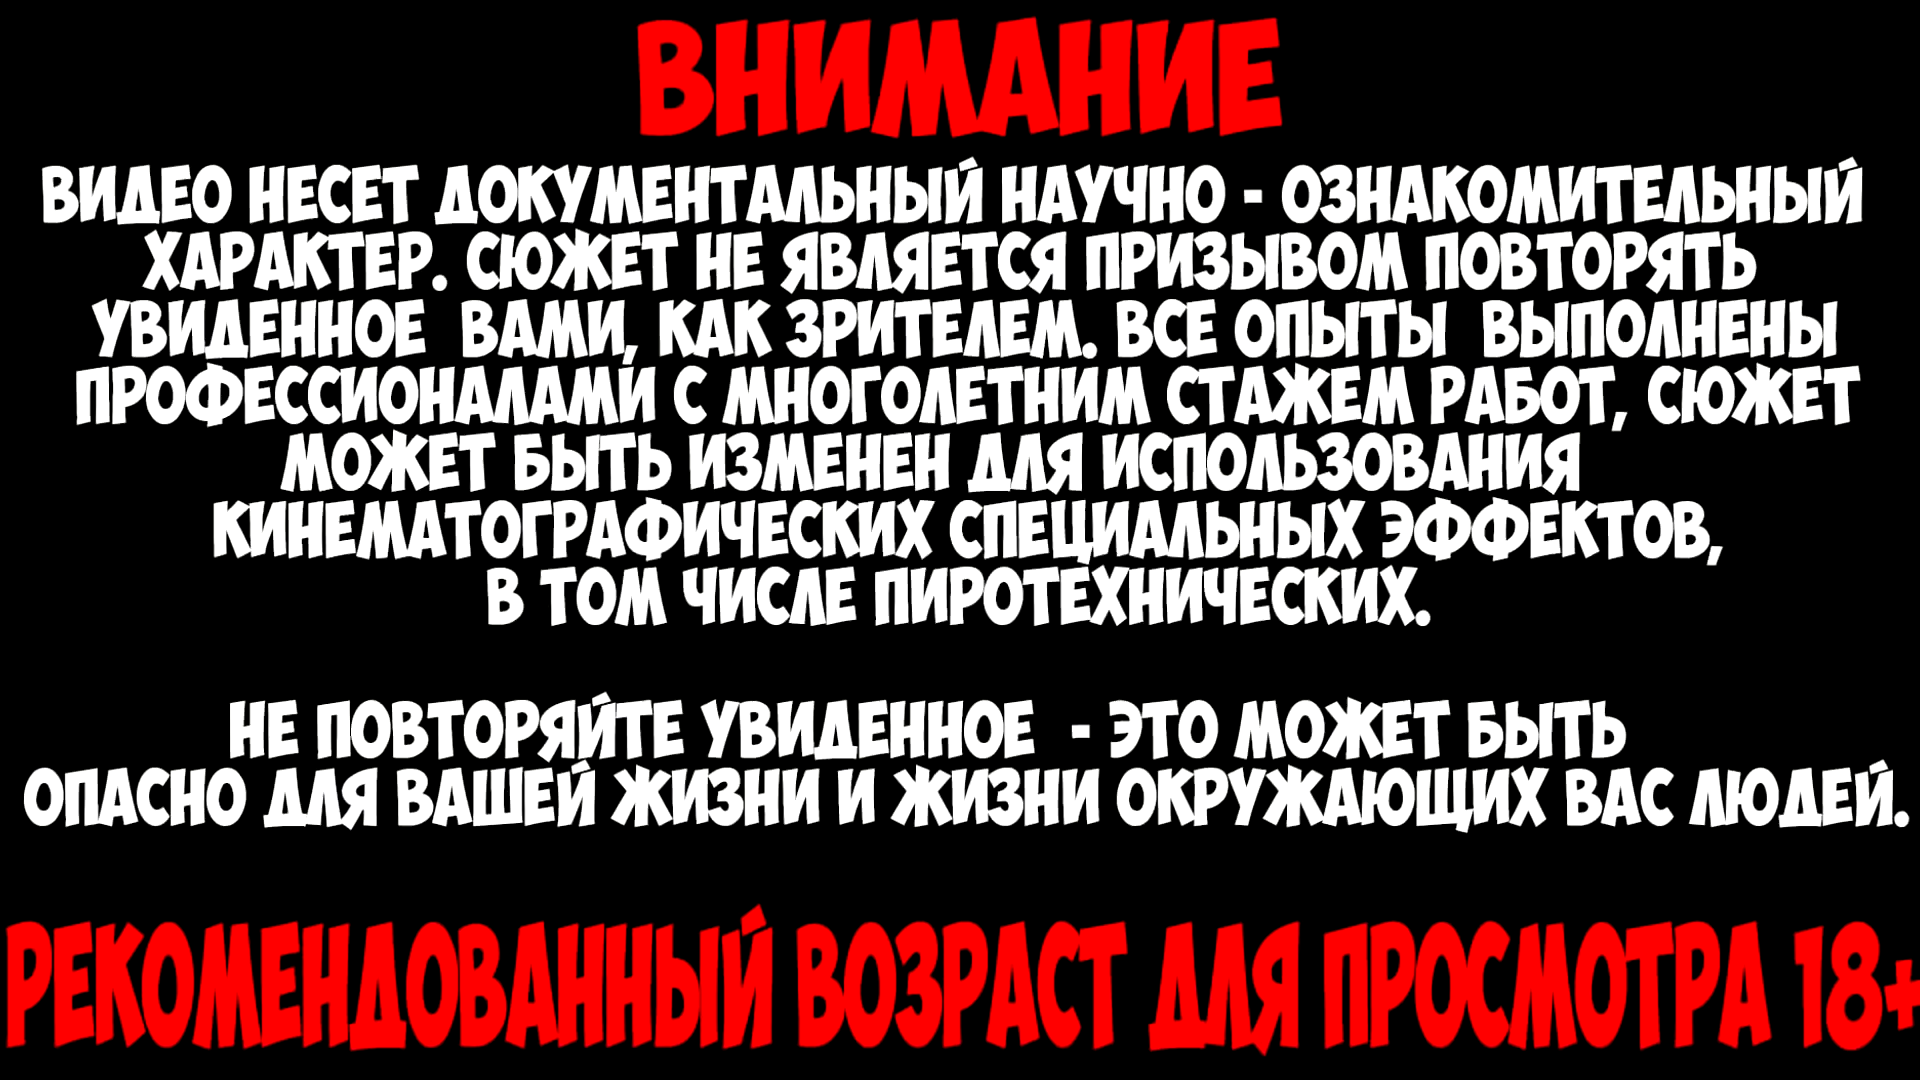 ВНИМАНИЕ
ВИДЕО НЕСЕТ ДОКУМЕНТАЛЬНЫЙ НАУЧНО - ОЗНАКОМИТЕЛЬНЫЙ
ХАРАКТЕР. СЮЖЕТ НЕ ЯВЛЯЕТСЯ ПРИЗЫВОМ ПОВТОРЯТЬ
УВИДЕННОЕ ВАМИ, КАК ЗРИТЕЛЕМ. ВСЕ ОПЫТЫ ВЫПОЛНЕНЫ
ПРОФЕССИОНАЛАМИ С МНОГОЛЕТНИМ СТАЖЕМ РАБОТ, СЮЖЕТ
МОЖЕТ БЫТЬ ИЗМЕНЕН ДЛЯ ИСПОЛЬЗОВАНИЯ
КИНЕМАТОГРАФИЧЕСКИХ СПЕЦИАЛЬНЫХ ЭФФЕКТОВ,
В ТОМ ЧИСЛЕ ПИРОТЕХНИЧЕСКИХ.
НЕ ПОВТОРЯЙТЕ УВИДЕННОЕ - ЭТО МОЖЕТ БЫТЬ
ОПАСНО ДЛЯ ВАШЕЙ ЖИЗНИ И ЖИЗНИ ОКРУЖАЮЩИХ ВАС ЛЮДЕЙ.
РЕКОМЕНДОВАННЫЙ ВОЗРАСТ ДЛЯ ПРОСМОТРА 18+